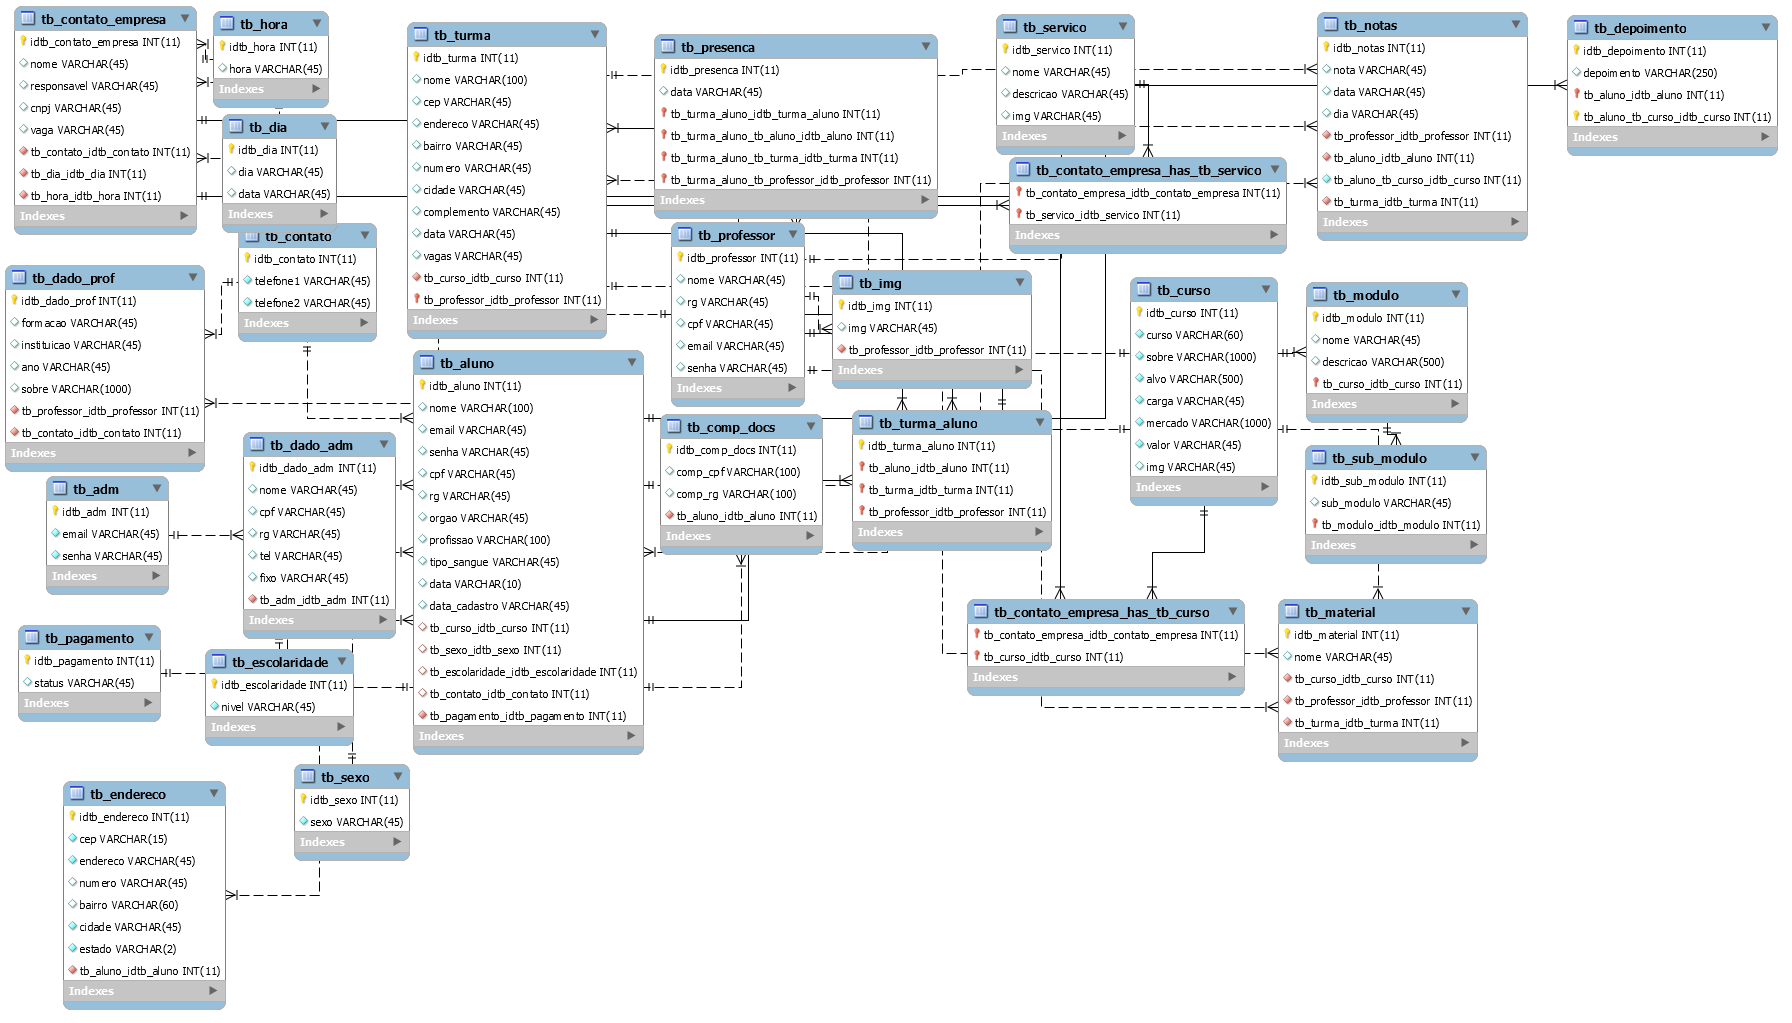 tb_contato_empresa
idtb_contato_empresa INT(11)
nome VARCHAR(45)
responsavel VARCHAR(45)
cnpj VARCHAR(45)
vaga VARCHAR(45)
tb_contato_idtb_contato INT(11)
tb_dia_idtb_dia INT(11)
tb_hora_idtb_hora INT(11)
Indexes
tb_hora
idtb_hora INT(11)
hora VARCHAR(45)
Indexes
tb_dia
idtb_dia INT(11)
dia VARCHAR(45)
data VARCHAR(45)
Indexes
tb_contato
idtb_contato INT(11)
telefone1 VARCHAR(45)
telefone2 VARCHAR(45)
Indexes
tb_dado_prof
idtb_dado_prof INT(11)
formacao VARCHAR(45)
instituicao VARCHAR(45)
ano VARCHAR(45)
sobre VARCHAR(1000)
tb_professor_idtb_professor INT(11)
tb_contato_idtb_contato INT(11)
Indexes
tb_adm
idtb_adm INT(11)
email VARCHAR(45)
senha VARCHAR(45)
Indexes
tb_dado_adm
idtb_dado_adm INT(11)
nome VARCHAR(45)
cpf VARCHAR(45)
rg VARCHAR(45)
tel VARCHAR(45)
fixo VARCHAR(45)
tb_adm_idtb_adm INT(11)
Indexes
tb_pagamento
idtb_pagamento INT(11)
status VARCHAR(45)
Indexes
tb_escolaridade
idtb_escolaridade INT(11)
nivel VARCHAR(45)
Indexes
tb_sexo
idtb_sexo INT(11)
sexo VARCHAR(45)
Indexes
tb_endereco
idtb_endereco INT(11)
cep VARCHAR(15)
endereco VARCHAR(45)
numero VARCHAR(45)
bairro VARCHAR(60)
cidade VARCHAR(45)
estado VARCHAR(2)
tb_aluno_idtb_aluno INT(11)
Indexes
tb_turma
idtb_turma INT(11)
nome VARCHAR(100)
cep VARCHAR(45)
endereco VARCHAR(45)
bairro VARCHAR(45)
numero VARCHAR(45)
cidade VARCHAR(45)
complemento VARCHAR(45)
data VARCHAR(45)
vagas VARCHAR(45)
tb_curso_idtb_curso INT(11)
tb_professor_idtb_professor INT(11)
Indexes
tb_aluno
idtb_aluno INT(11)
nome VARCHAR(100)
email VARCHAR(45)
senha VARCHAR(45)
cpf VARCHAR(45)
rg VARCHAR(45)
orgao VARCHAR(45)
profissao VARCHAR(100)
tipo_sangue VARCHAR(45)
data VARCHAR(10)
data_cadastro VARCHAR(45)
tb_curso_idtb_curso INT(11)
tb_sexo_idtb_sexo INT(11)
tb_escolaridade_idtb_escolaridade INT(11)
tb_contato_idtb_contato INT(11)
tb_pagamento_idtb_pagamento INT(11)
Indexes
tb_presenca
idtb_presenca INT(11)
data VARCHAR(45)
tb_turma_aluno_idtb_turma_aluno INT(11)
tb_turma_aluno_tb_aluno_idtb_aluno INT(11)
tb_turma_aluno_tb_turma_idtb_turma INT(11)
tb_turma_aluno_tb_professor_idtb_professor INT(11)
Indexes
tb_professor
idtb_professor INT(11)
nome VARCHAR(45)
rg VARCHAR(45)
cpf VARCHAR(45)
email VARCHAR(45)
senha VARCHAR(45)
Indexes
tb_img
idtb_img INT(11)
img VARCHAR(45)
tb_professor_idtb_professor INT(11)
Indexes
tb_comp_docs
idtb_comp_docs INT(11)
comp_cpf VARCHAR(100)
comp_rg VARCHAR(100)
tb_aluno_idtb_aluno INT(11)
Indexes
tb_turma_aluno
idtb_turma_aluno INT(11)
tb_aluno_idtb_aluno INT(11)
tb_turma_idtb_turma INT(11)
tb_professor_idtb_professor INT(11)
Indexes
tb_servico
idtb_servico INT(11)
nome VARCHAR(45)
descricao VARCHAR(45)
img VARCHAR(45)
Indexes
tb_contato_empresa_has_tb_servico
tb_contato_empresa_idtb_contato_empresa INT(11)
tb_servico_idtb_servico INT(11)
Indexes
tb_notas
idtb_notas INT(11)
nota VARCHAR(45)
data VARCHAR(45)
dia VARCHAR(45)
tb_professor_idtb_professor INT(11)
tb_aluno_idtb_aluno INT(11)
tb_aluno_tb_curso_idtb_curso INT(11)
tb_turma_idtb_turma INT(11)
Indexes
tb_depoimento
idtb_depoimento INT(11)
depoimento VARCHAR(250)
tb_aluno_idtb_aluno INT(11)
tb_aluno_tb_curso_idtb_curso INT(11)
Indexes
tb_curso
idtb_curso INT(11)
curso VARCHAR(60)
sobre VARCHAR(1000)
alvo VARCHAR(500)
carga VARCHAR(45)
mercado VARCHAR(1000)
valor VARCHAR(45)
img VARCHAR(45)
Indexes
tb_modulo
idtb_modulo INT(11)
nome VARCHAR(45)
descricao VARCHAR(500)
tb_curso_idtb_curso INT(11)
Indexes
tb_sub_modulo
idtb_sub_modulo INT(11)
sub_modulo VARCHAR(45)
tb_modulo_idtb_modulo INT(11)
Indexes
tb_contato_empresa_has_tb_curso
tb_contato_empresa_idtb_contato_empresa INT(11)
tb_curso_idtb_curso INT(11)
Indexes
tb_material
idtb_material INT(11)
nome VARCHAR(45)
tb_curso_idtb_curso INT(11)
tb_professor_idtb_professor INT(11)
tb_turma_idtb_turma INT(11)
Indexes